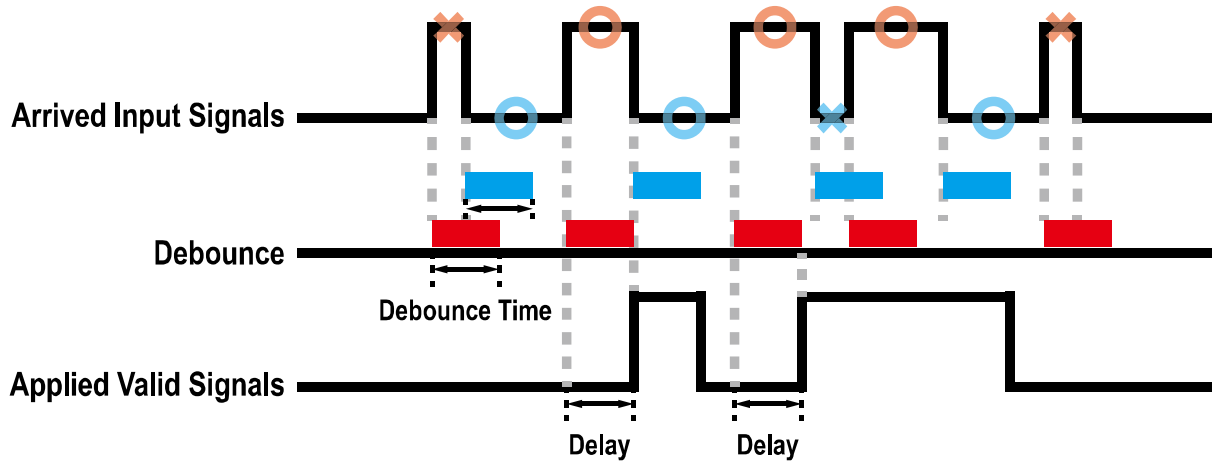 Arrived Input Signals
Debounce
Debounce Time
Applied Valid Signals
Delay
Delay